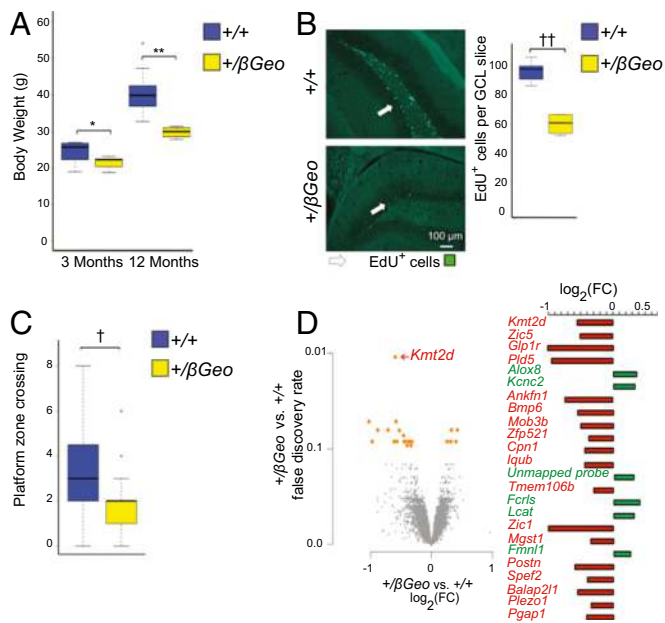 A
60
50
40
30
20
10
0
Body Weight (g)
*
**
3 Months 12 Months
+/+
+/βGeo
B
+/+
+/βGeo
100 µm
EdU+ cells
EdU+ cells per GCL slice
100
80
60
40
20
0
††
+/+
+/βGeo
C
Platform zone crossing
8
6
4
2
0
†
+/+
+/βGeo
D
+/βGeo vs. +/+
false discovery rate
0.01
0.1
0.0
Kmt2d
-1
0
1
+/βGeo vs. +/+
log2(FC)
log2(FC)
-1 0 0.5
Kmt2d
Zic5
Glp1r
Pld5
Alox8
Kcnc2
Ankfn1
Bmp6
Mob3b
Zfp521
Cpn1
Iqub
Unmapped probe
Tmem106b
Fcrls
Lcat
Zic1
Mgst1
Fmnl1
Postn
Spef2
Balap2l1
Plezo1
Pgap1